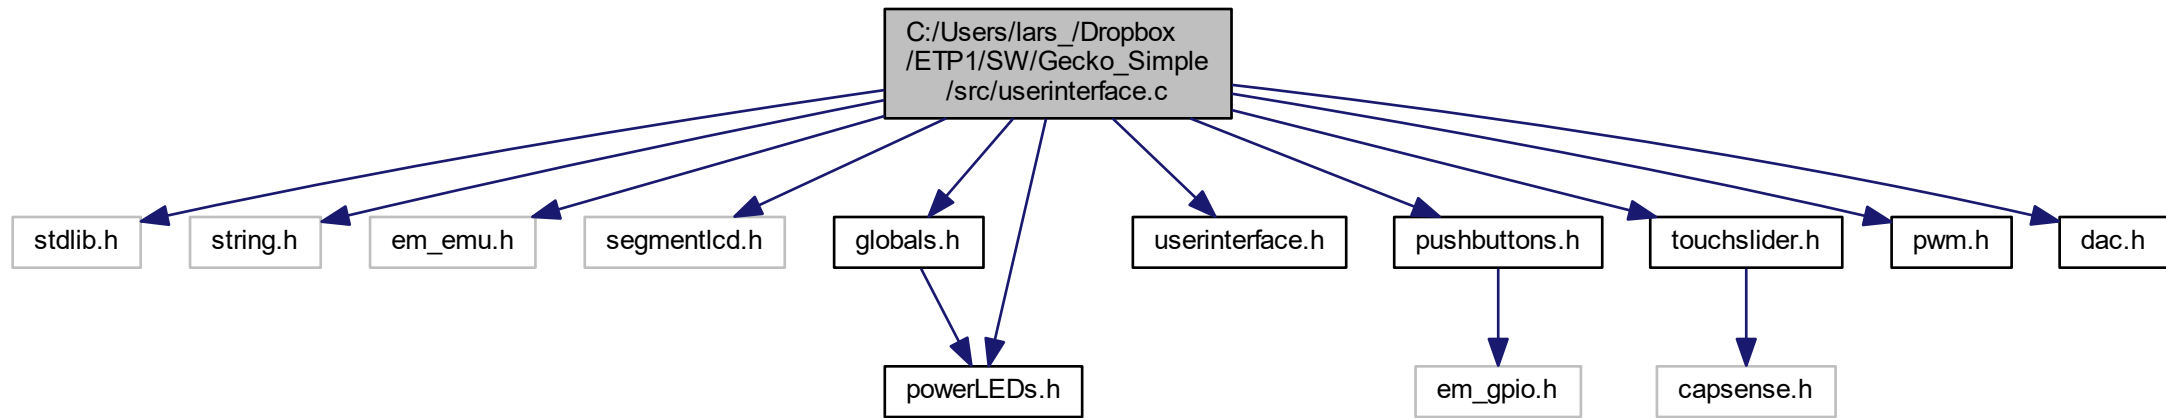 C:/Users/lars_/Dropbox
/ETP1/SW/Gecko_Simple
/src/userinterface.c
stdlib.h
string.h
em_emu.h
segmentlcd.h
globals.h
userinterface.h
pushbuttons.h
touchslider.h
pwm.h
dac.h
powerLEDs.h
em_gpio.h
capsense.h